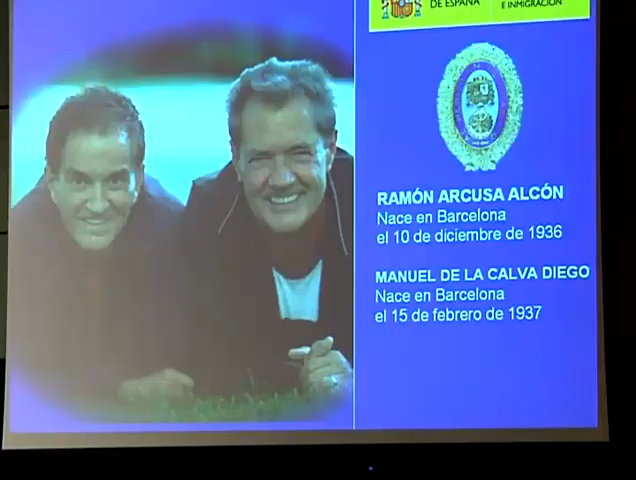 DE ESPAÑA
E INMIGRACIÓN
RAMÓN ARCUSA ALCÓN
Nace en Barcelona
el 10 de diciembre de 1936
MANUEL DE LA CALVA DIEGO
Nace en Barcelona
el 15 de febrero de 1937